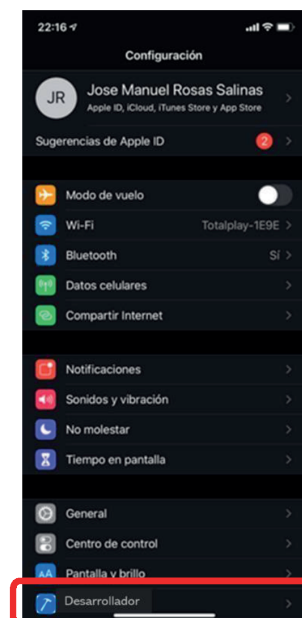 22:16
Configuración
JR
Jose Manuel Rosas Salinas
Apple ID, iCloud, iTunes Store y App Store
Sugerencias de Apple ID 2
Modo de vuelo
Wi-Fi Totalplay-1E9E
Bluetooth Sí
Datos celulares
Compartir Internet
Notificaciones
Sonidos y vibración
No molestar
Tiempo en pantalla
General
Centro de control
AA Pantalla y brillo
Desarrollador